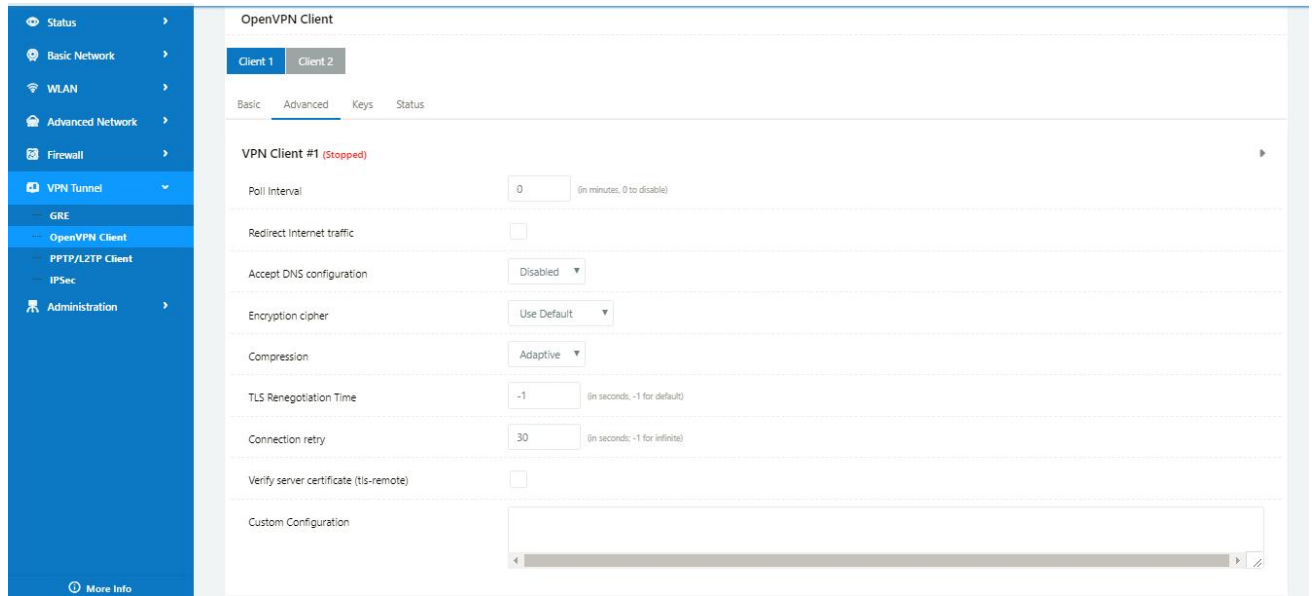 Status
Basic Network
WLAN
Advanced Network
Firewall
VPN Tunnel
GRE
OpenVPN Client
PPTP/L2TP Client
IPSec
Administration
More Info
OpenVPN Client
Client 1 Client 2
Basic Advanced Keys Status
VPN Client #1 (Stopped)
Poll Interval 0 (in minutes, 0 to disable)
Redirect Internet traffic
Accept DNS configuration Disabled
Encryption cipher Use Default
Compression Adaptive
TLS Renegotiation Time -1 (in seconds, -1 for default)
Connection retry 30 (in seconds; -1 for infinite)
Verify server certificate (tls-remote)
Custom Configuration